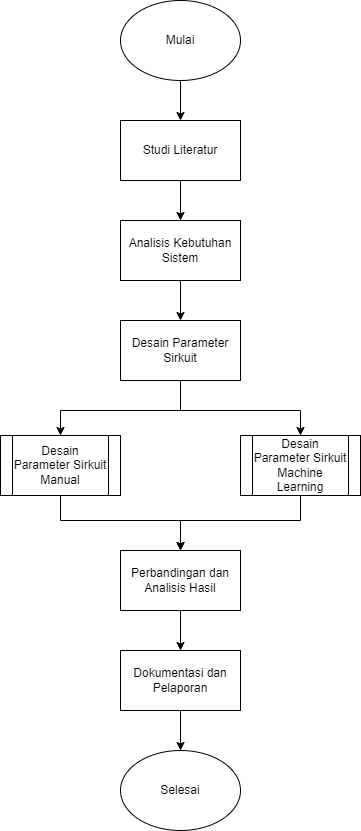 Mulai
Studi Literatur
Analisis Kebutuhan
Sistem
Desain Parameter
Sirkuit
Desain
Parameter Sirkuit
Manual
Desain
Parameter Sirkuit
Machine
Learning
Perbandingan dan
Analisis Hasil
Dokumentasi dan
Pelaporan
Selesai